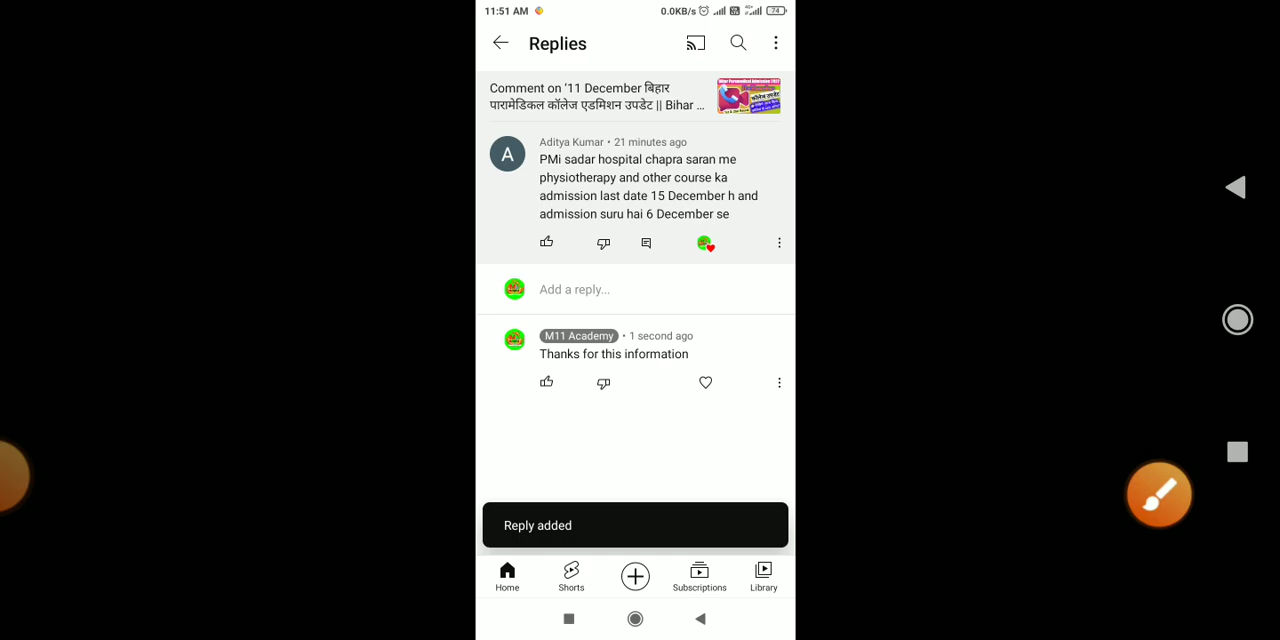 11:51 AM 0.0KB/s 4G+ 74
Replies
Comment on '11 December बिहार
पारामेडिकल कॉलेज एडमिशन उपडेट || Bihar ...
Aditya Kumar • 21 minutes ago
A
PMi sadar hospital chapra saran me
physiotherapy and other course ka
admission last date 15 December h and
admission suru hai 6 December se
Add a reply...
M11 Academy • 1 second ago
Thanks for this information
Reply added
Home Shorts Subscriptions Library